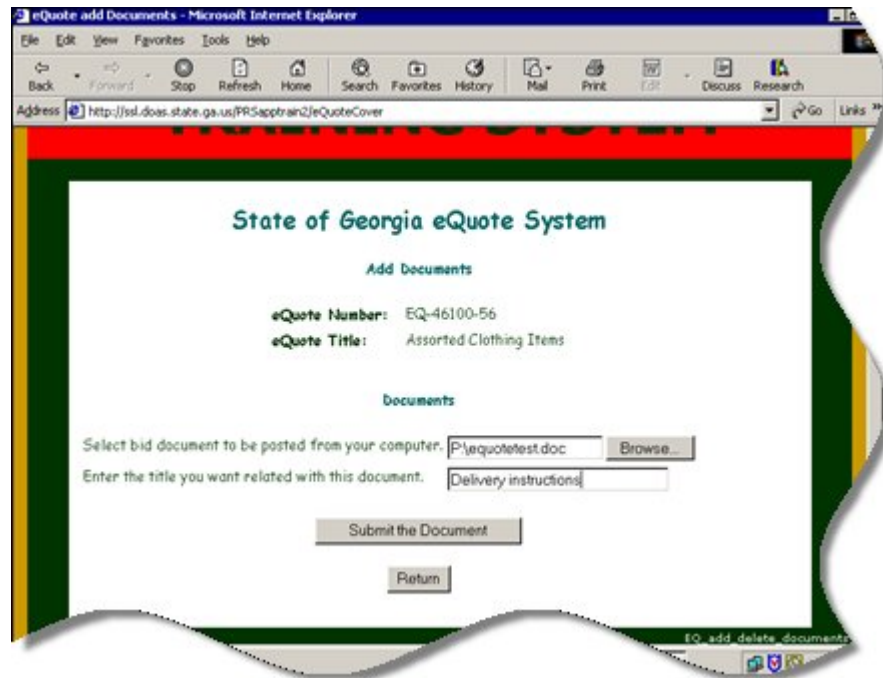 eQuote add Documents - Microsoft Internet Explorer
File Edit View Favorites Tools Help
Back Forward Stop Refresh Home Search Favorites History Mail Print Edit Discuss Research
Address http://ssl.doas.state.ga.us/PRSapptrain2/eQuoteCover Go Links »
TRAINING SYSTEM
State of Georgia eQuote System
Add Documents
eQuote Number: EQ-46100-56
eQuote Title: Assorted Clothing Items
Documents
Select bid document to be posted from your computer. P:\equotetest.doc Browse...
Enter the title you want related with this document. Delivery instructions
Submit the Document
Return
EQ_add_delete_documents